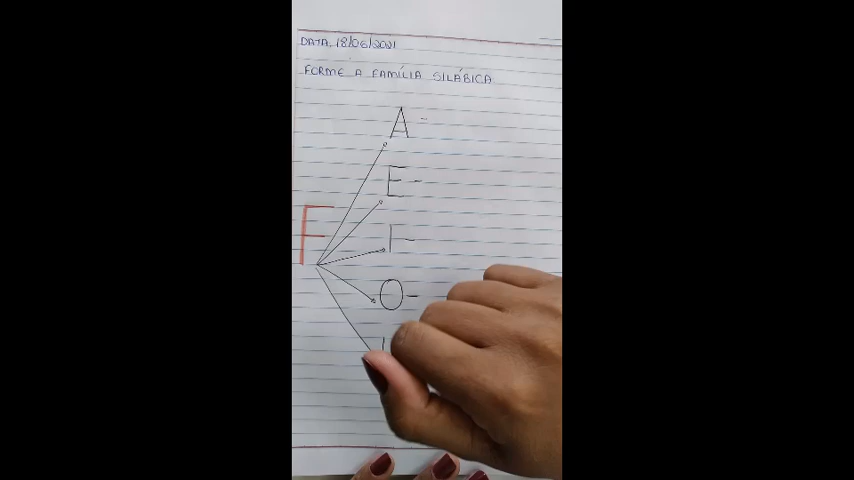 DATA, 18/06/2021
FORME A FAMÍLIA SILÁBICA
A -
E -
F
I -
O -